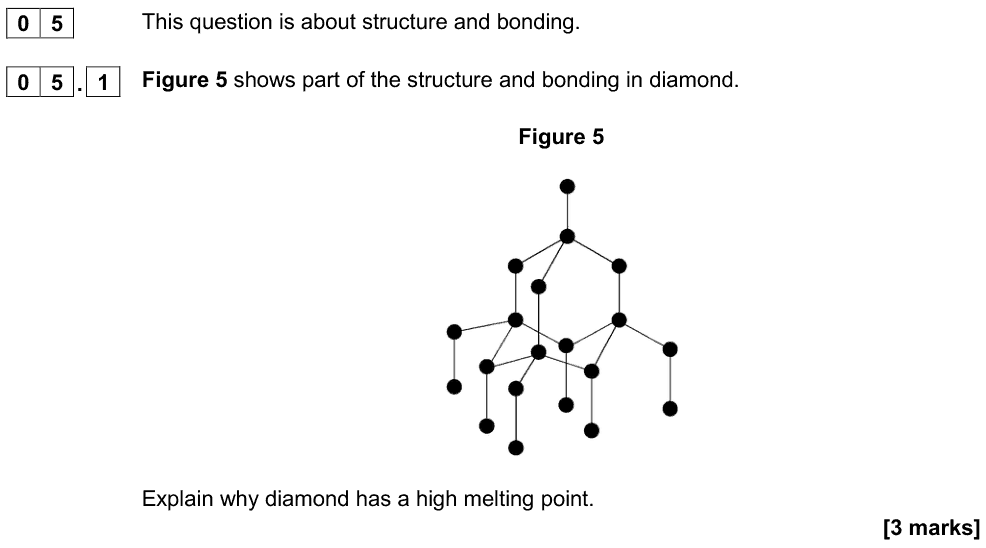 0 5 This question is about structure and bonding.
0 5 . 1 Figure 5 shows part of the structure and bonding in diamond.
Figure 5
Explain why diamond has a high melting point.
[3 marks]